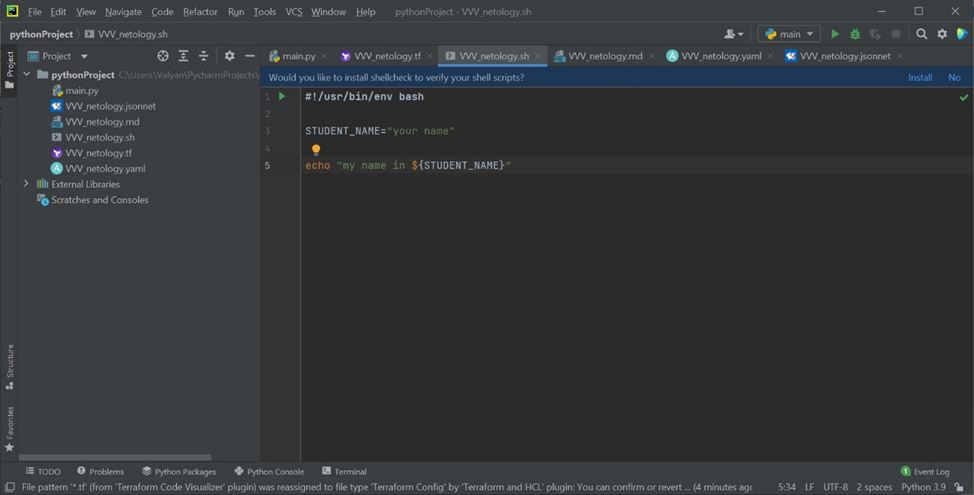 PC File Edit View Navigate Code Refactor Run Tools VCS Window Help pythonProject - VVV_netology.sh
pythonProject VVV_netology.sh main
Project
main.py VVV_netology.tf VVV_netology.sh VVV_netology.md VVV_netology.yaml VVV_netology.jsonnet
Would you like to install shellcheck to verify your shell scripts? Install No
Project
pythonProject C:\Users\Valyan\PycharmProjects\
main.py
VVV_netology.jsonnet
VVV_netology.md
VVV_netology.sh
VVV_netology.tf
VVV_netology.yaml
External Libraries
Scratches and Consoles
1 #!/usr/bin/env bash
2
3 STUDENT_NAME="your name"
4
5 echo "my name in ${STUDENT_NAME}"
Structure
Favorites
TODO Problems Python Packages Python Console Terminal 1 Event Log
File pattern '*.tf' (from 'Terraform Code Visualizer' plugin) was reassigned to file type 'Terraform Config' by 'Terraform and HCL' plugin: You can confirm or revert ... (4 minutes agc 5:34 LF UTF-8 2 spaces Python 3.9